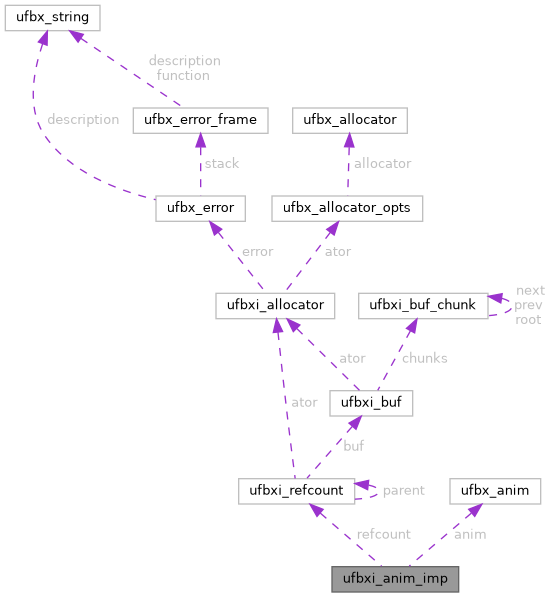 ufbx_string
description
function
description
ufbx_error_frame
ufbx_allocator
stack
allocator
ufbx_error
ufbx_allocator_opts
error
ator
next
prev
root
ufbxi_allocator
ufbxi_buf_chunk
ator
chunks
ator
ufbxi_buf
buf
ufbxi_refcount
parent
ufbx_anim
refcount
anim
ufbxi_anim_imp